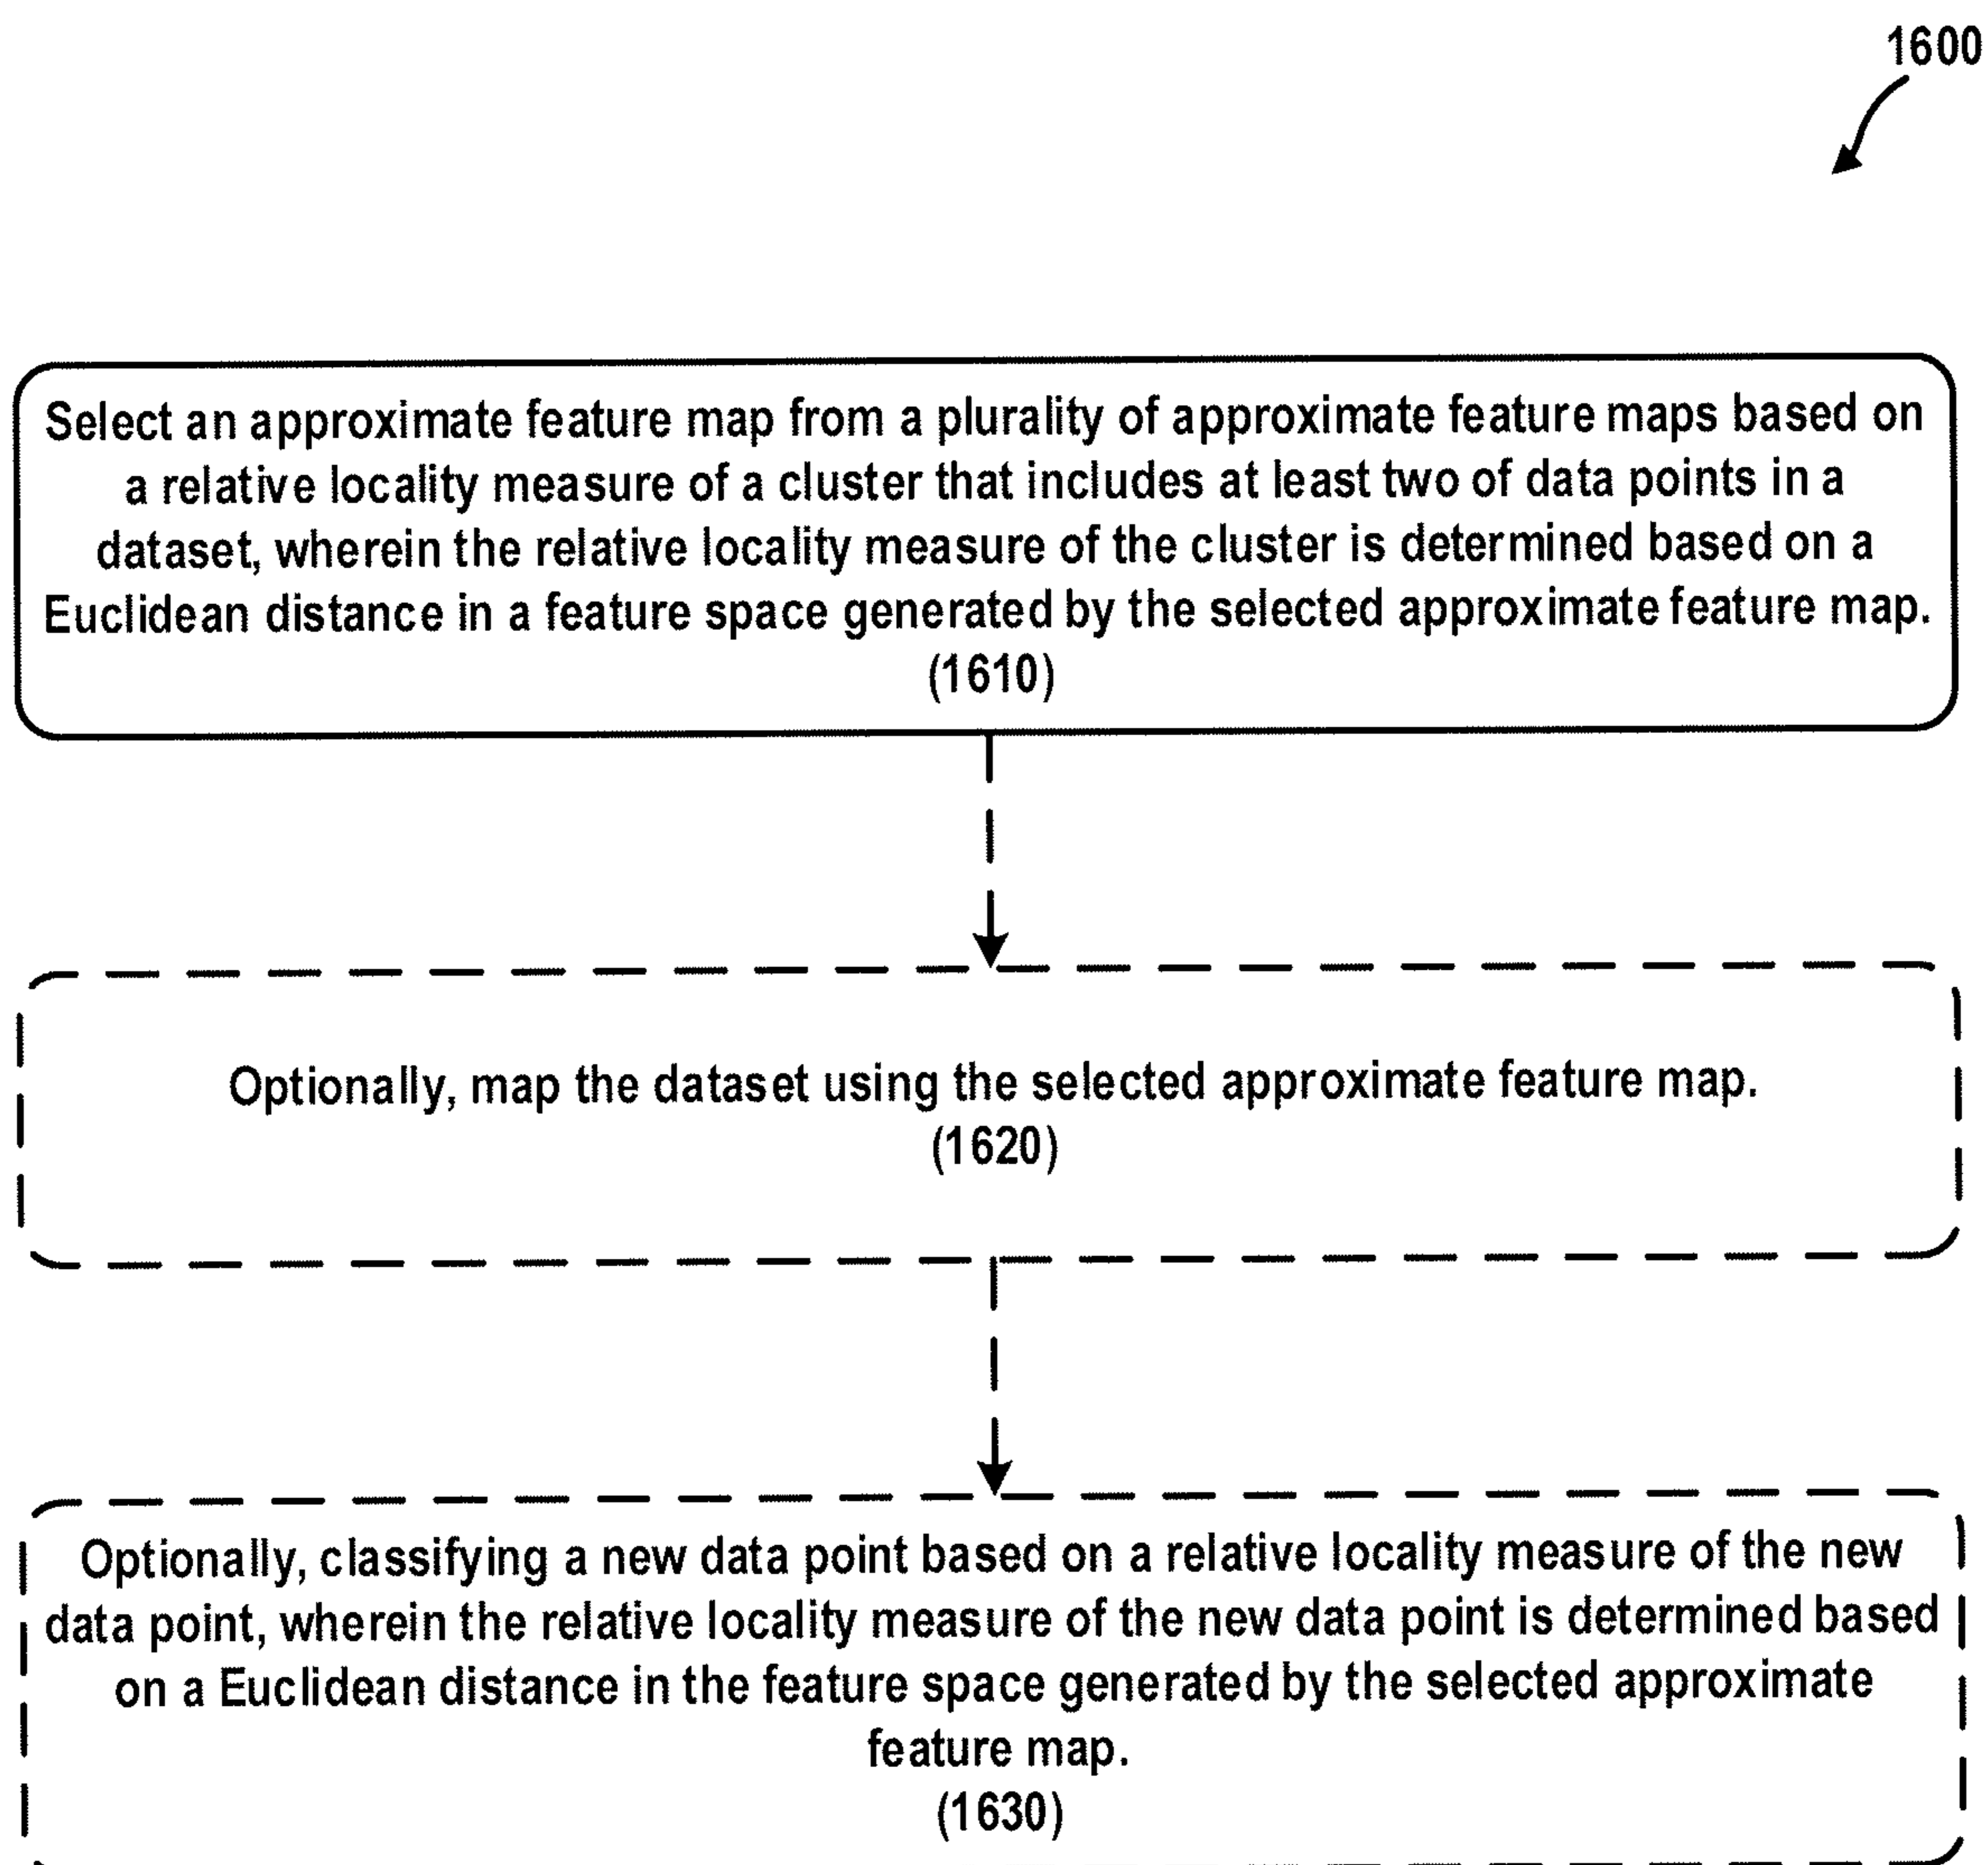 1600
Select an approximate feature map from a plurality of approximate feature maps based on
a relative locality measure of a cluster that includes at least two of data points in a
dataset, wherein the relative locality measure of the cluster is determined based on a
Euclidean distance in a feature space generated by the selected approximate feature map.
(1610)
Optionally, map the dataset using the selected approximate feature map.
(1620)
Optionally, classifying a new data point based on a relative locality measure of the new
data point, wherein the relative locality measure of the new data point is determined based
on a Euclidean distance in the feature space generated by the selected approximate
feature map.
(1630)